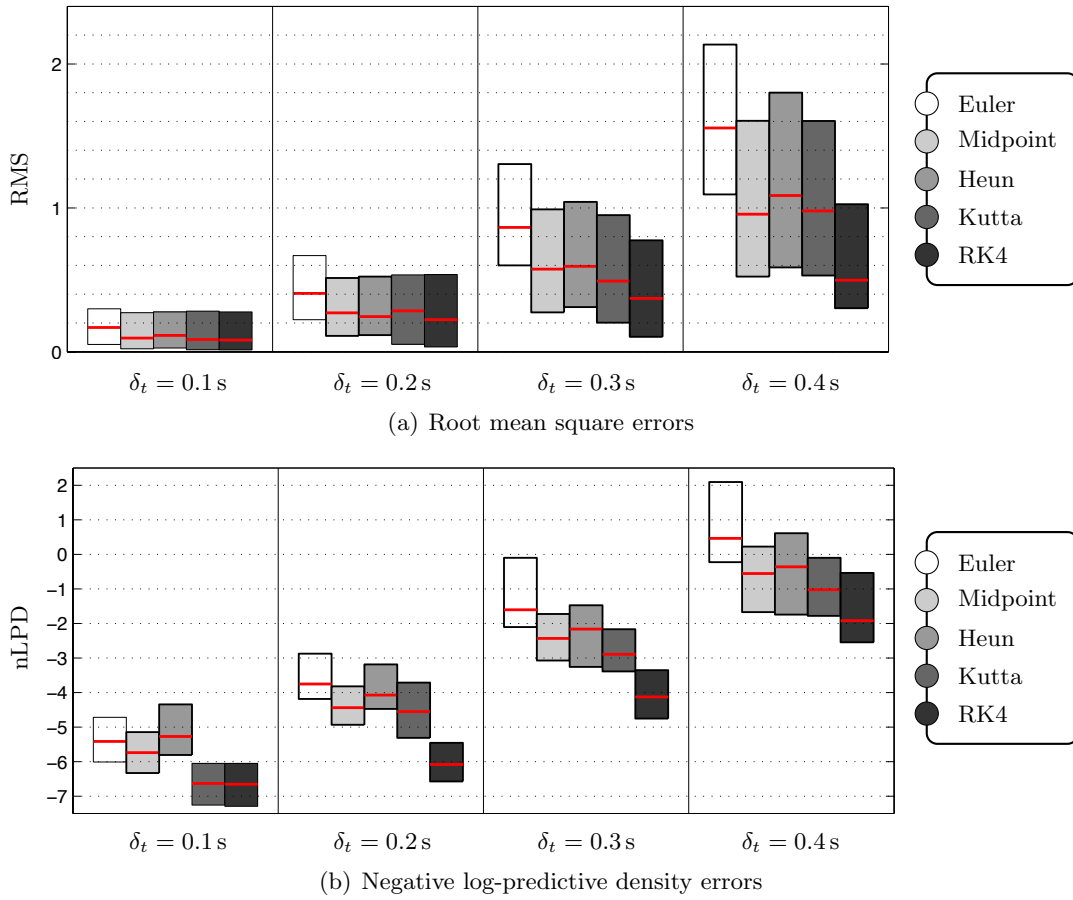 2
1
0
RMS
δt = 0.1 s
δt = 0.2 s
δt = 0.3 s
δt = 0.4 s
Euler
Midpoint
Heun
Kutta
RK4
(a) Root mean square errors
2
1
0
−1
−2
−3
−4
−5
−6
−7
nLPD
δt = 0.1 s
δt = 0.2 s
δt = 0.3 s
δt = 0.4 s
Euler
Midpoint
Heun
Kutta
RK4
(b) Negative log-predictive density errors